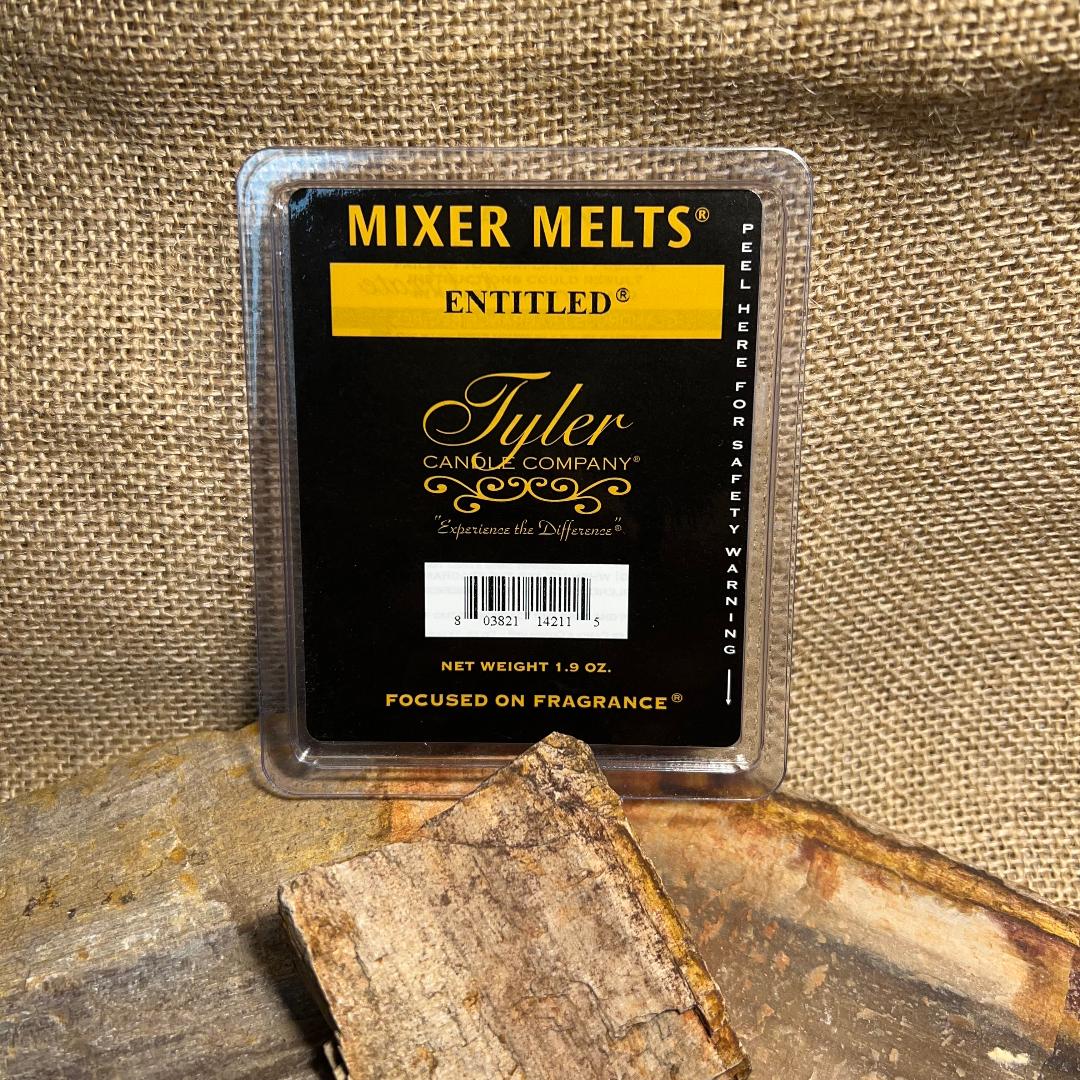 MIXER MELTS®
ENTITLED®
Tyler
CANDLE COMPANY®
"Experience the Difference"®
8 03821 14211 5
NET WEIGHT 1.9 OZ.
FOCUSED ON FRAGRANCE®
PEEL HERE FOR SAFETY WARNING